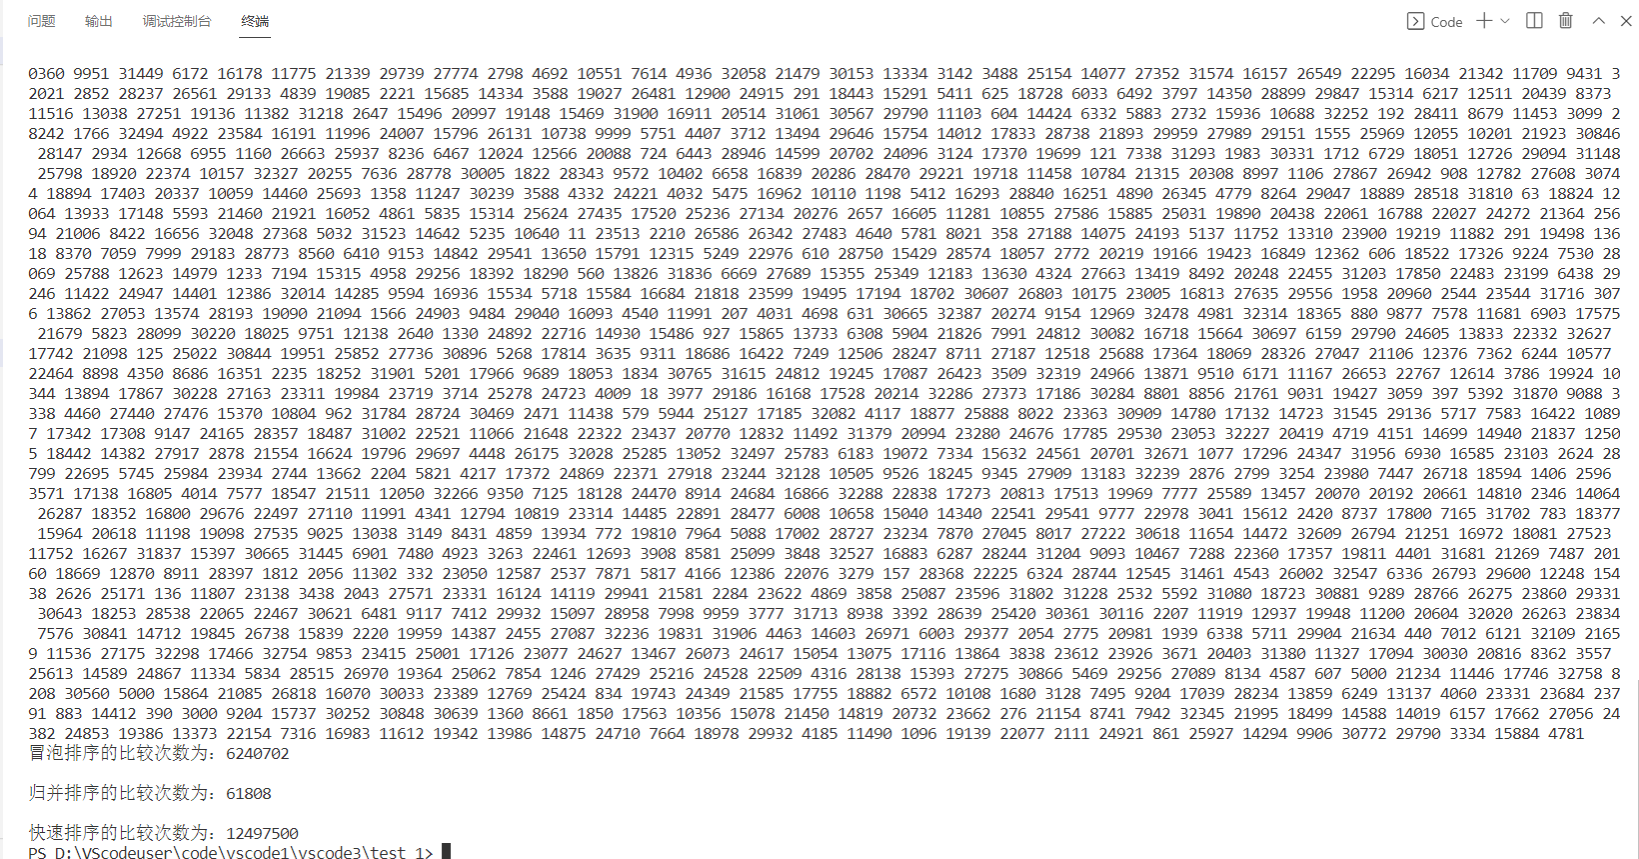 问题 输出 调试控制台 终端 Code
0360 9951 31449 6172 16178 11775 21339 29739 27774 2798 4692 10551 7614 4936 32058 21479 30153 13334 3142 3488 25154 14077 27352 31574 16157 26549 22295 16034 21342 11709 9431 3
2021 2852 28237 26561 29133 4839 19085 2221 15685 14334 3588 19027 26481 12900 24915 291 18443 15291 5411 625 18728 6033 6492 3797 14350 28899 29847 15314 6217 12511 20439 8373
11516 13038 27251 19136 11382 31218 2647 15496 20997 19148 15469 31900 16911 20514 31061 30567 29790 11103 604 14424 6332 5883 2732 15936 10688 32252 192 28411 8679 11453 3099 2
8242 1766 32494 4922 23584 16191 11996 24007 15796 26131 10738 9999 5751 4407 3712 13494 29646 15754 14012 17833 28738 21893 29959 27989 29151 1555 25969 12055 10201 21923 30846
28147 2934 12668 6955 1160 26663 25937 8236 6467 12024 12566 20088 724 6443 28946 14599 20702 24096 3124 17370 19699 121 7338 31293 1983 30331 1712 6729 18051 12726 29094 31148
25798 18920 22374 10157 32327 20255 7636 28778 30005 1822 28343 9572 10402 6658 16839 20286 28470 29221 19718 11458 10784 21315 20308 8997 1106 27867 26942 908 12782 27608 3074
4 18894 17403 20337 10059 14460 25693 1358 11247 30239 3588 4332 24221 4032 5475 16962 10110 1198 5412 16293 28840 16251 4890 26345 4779 8264 29047 18889 28518 31810 63 18824 12
064 13933 17148 5593 21460 21921 16052 4861 5835 15314 25624 27435 17520 25236 27134 20276 2657 16605 11281 10855 27586 15885 25031 19890 20438 22061 16788 22027 24272 21364 256
94 21006 8422 16656 32048 27368 5032 31523 14642 5235 10640 11 23513 2210 26586 26342 27483 4640 5781 8021 358 27188 14075 24193 5137 11752 13310 23900 19219 11882 291 19498 136
18 8370 7059 7999 29183 28773 8560 6410 9153 14842 29541 13650 15791 12315 5249 22976 610 28750 15429 28574 18057 2772 20219 19166 19423 16849 12362 606 18522 17326 9224 7530 28
069 25788 12623 14979 1233 7194 15315 4958 29256 18392 18290 560 13826 31836 6669 27689 15355 25349 12183 13630 4324 27663 13419 8492 20248 22455 31203 17850 22483 23199 6438 29
246 11422 24947 14401 12386 32014 14285 9594 16936 15534 5718 15584 16684 21818 23599 19495 17194 18702 30607 26803 10175 23005 16813 27635 29556 1958 20960 2544 23544 31716 307
6 13862 27053 13574 28193 19090 21094 1566 24903 9484 29040 16093 4540 11991 207 4031 4698 631 30665 32387 20274 9154 12969 32478 4981 32314 18365 880 9877 7578 11681 6903 17575
21679 5823 28099 30220 18025 9751 12138 2640 1330 24892 22716 14930 15486 927 15865 13733 6308 5904 21826 7991 24812 30082 16718 15664 30697 6159 29790 24605 13833 22332 32627
17742 21098 125 25022 30844 19951 25852 27736 30896 5268 17814 3635 9311 18686 16422 7249 12506 28247 8711 27187 12518 25688 17364 18069 28326 27047 21106 12376 7362 6244 10577
22464 8898 4350 8686 16351 2235 18252 31901 5201 17966 9689 18053 1834 30765 31615 24812 19245 17087 26423 3509 32319 24966 13871 9510 6171 11167 26653 22767 12614 3786 19924 10
344 13894 17867 30228 27163 23311 19984 23719 3714 25278 24723 4009 18 3977 29186 16168 17528 20214 32286 27373 17186 30284 8801 8856 21761 9031 19427 3059 397 5392 31870 9088 3
338 4460 27440 27476 15370 10804 962 31784 28724 30469 2471 11438 579 5944 25127 17185 32082 4117 18877 25888 8022 23363 30909 14780 17132 14723 31545 29136 5717 7583 16422 1089
7 17342 17308 9147 24165 28357 18487 31002 22521 11066 21648 22322 23437 20770 12832 11492 31379 20994 23280 24676 17785 29530 23053 32227 20419 4719 4151 14699 14940 21837 1250
5 18442 14382 27917 2878 21554 16624 19796 29697 4448 26175 32028 25285 13052 32497 25783 6183 19072 7334 15632 24561 20701 32671 1077 17296 24347 31956 6930 16585 23103 2624 28
799 22695 5745 25984 23934 2744 13662 2204 5821 4217 17372 24869 22371 27918 23244 32128 10505 9526 18245 9345 27909 13183 32239 2876 2799 3254 23980 7447 26718 18594 1406 2596
3571 17138 16805 4014 7577 18547 21511 12050 32266 9350 7125 18128 24470 8914 24684 16866 32288 22838 17273 20813 17513 19969 7777 25589 13457 20070 20192 20661 14810 2346 14064
26287 18352 16800 29676 22497 27110 11991 4341 12794 10819 23314 14485 22891 28477 6008 10658 15040 14340 22541 29541 9777 22978 3041 15612 2420 8737 17800 7165 31702 783 18377
15964 20618 11198 19098 27535 9025 13038 3149 8431 4859 13934 772 19810 7964 5088 17002 28727 23234 7870 27045 8017 27222 30618 11654 14472 32609 26794 21251 16972 18081 27523
11752 16267 31837 15397 30665 31445 6901 7480 4923 3263 22461 12693 3908 8581 25099 3848 32527 16883 6287 28244 31204 9093 10467 7288 22360 17357 19811 4401 31681 21269 7487 201
60 18669 12870 8911 28397 1812 2056 11302 332 23050 12587 2537 7871 5817 4166 12386 22076 3279 157 28368 22225 6324 28744 12545 31461 4543 26002 32547 6336 26793 29600 12248 154
38 2626 25171 136 11807 23138 3438 2043 27571 23331 16124 14119 29941 21581 2284 23622 4869 3858 25087 23596 31802 31228 2532 5592 31080 18723 30881 9289 28766 26275 23860 29331
30643 18253 28538 22065 22467 30621 6481 9117 7412 29932 15097 28958 7998 9959 3777 31713 8938 3392 28639 25420 30361 30116 2207 11919 12937 19948 11200 20604 32020 26263 23834
7576 30841 14712 19845 26738 15839 2220 19959 14387 2455 27087 32236 19831 31906 4463 14603 26971 6003 29377 2054 2775 20981 1939 6338 5711 29904 21634 440 7012 6121 32109 2165
9 11536 27175 32298 17466 32754 9853 23415 25001 17126 23077 24627 13467 26073 24617 15054 13075 17116 13864 3838 23612 23926 3671 20403 31380 11327 17094 30030 20816 8362 3557
25613 14589 24867 11334 5834 28515 26970 19364 25062 7854 1246 27429 25216 24528 22509 4316 28138 15393 27275 30866 5469 29256 27089 8134 4587 607 5000 21234 11446 17746 32758 8
208 30560 5000 15864 21085 26818 16070 30033 23389 12769 25424 834 19743 24349 21585 17755 18882 6572 10108 1680 3128 7495 9204 17039 28234 13859 6249 13137 4060 23331 23684 237
91 883 14412 390 3000 9204 15737 30252 30848 30639 1360 8661 1850 17563 10356 15078 21450 14819 20732 23662 276 21154 8741 7942 32345 21995 18499 14588 14019 6157 17662 27056 24
382 24853 19386 13373 22154 7316 16983 11612 19342 13986 14875 24710 7664 18978 29932 4185 11490 1096 19139 22077 2111 24921 861 25927 14294 9906 30772 29790 3334 15884 4781
冒泡排序的比较次数为: 6240702
归并排序的比较次数为: 61808
快速排序的比较次数为: 12497500
PS D:\VScodeuser\code\vscode1\vscode3\test 1>